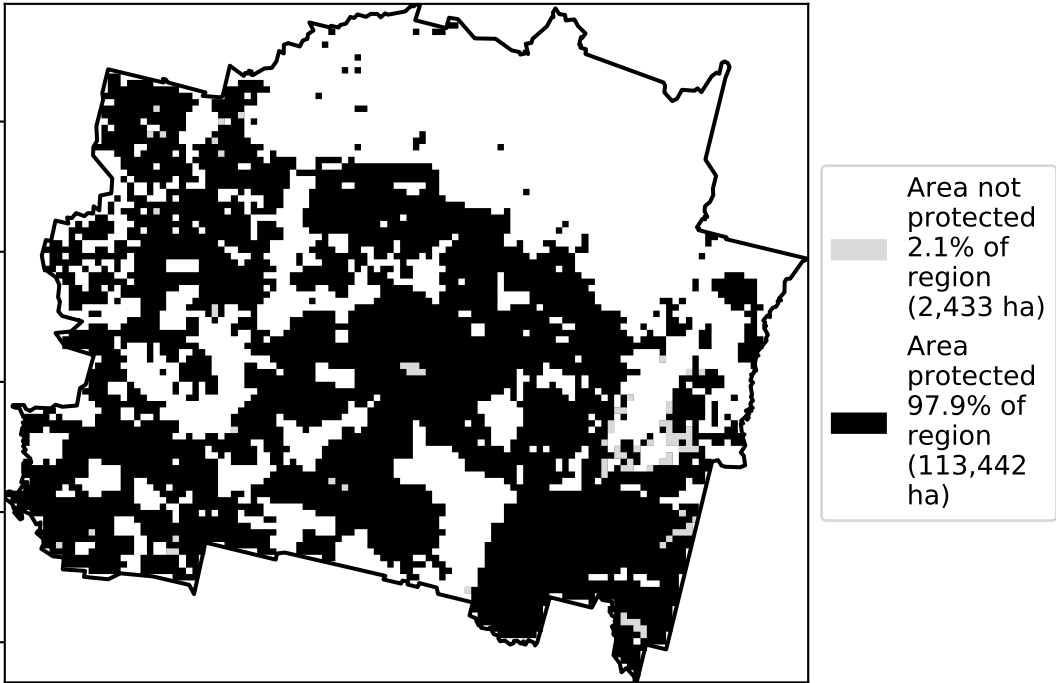 Area not
protected
2.1% of
region
(2,433 ha)
Area
protected
97.9% of
region
(113,442
ha)